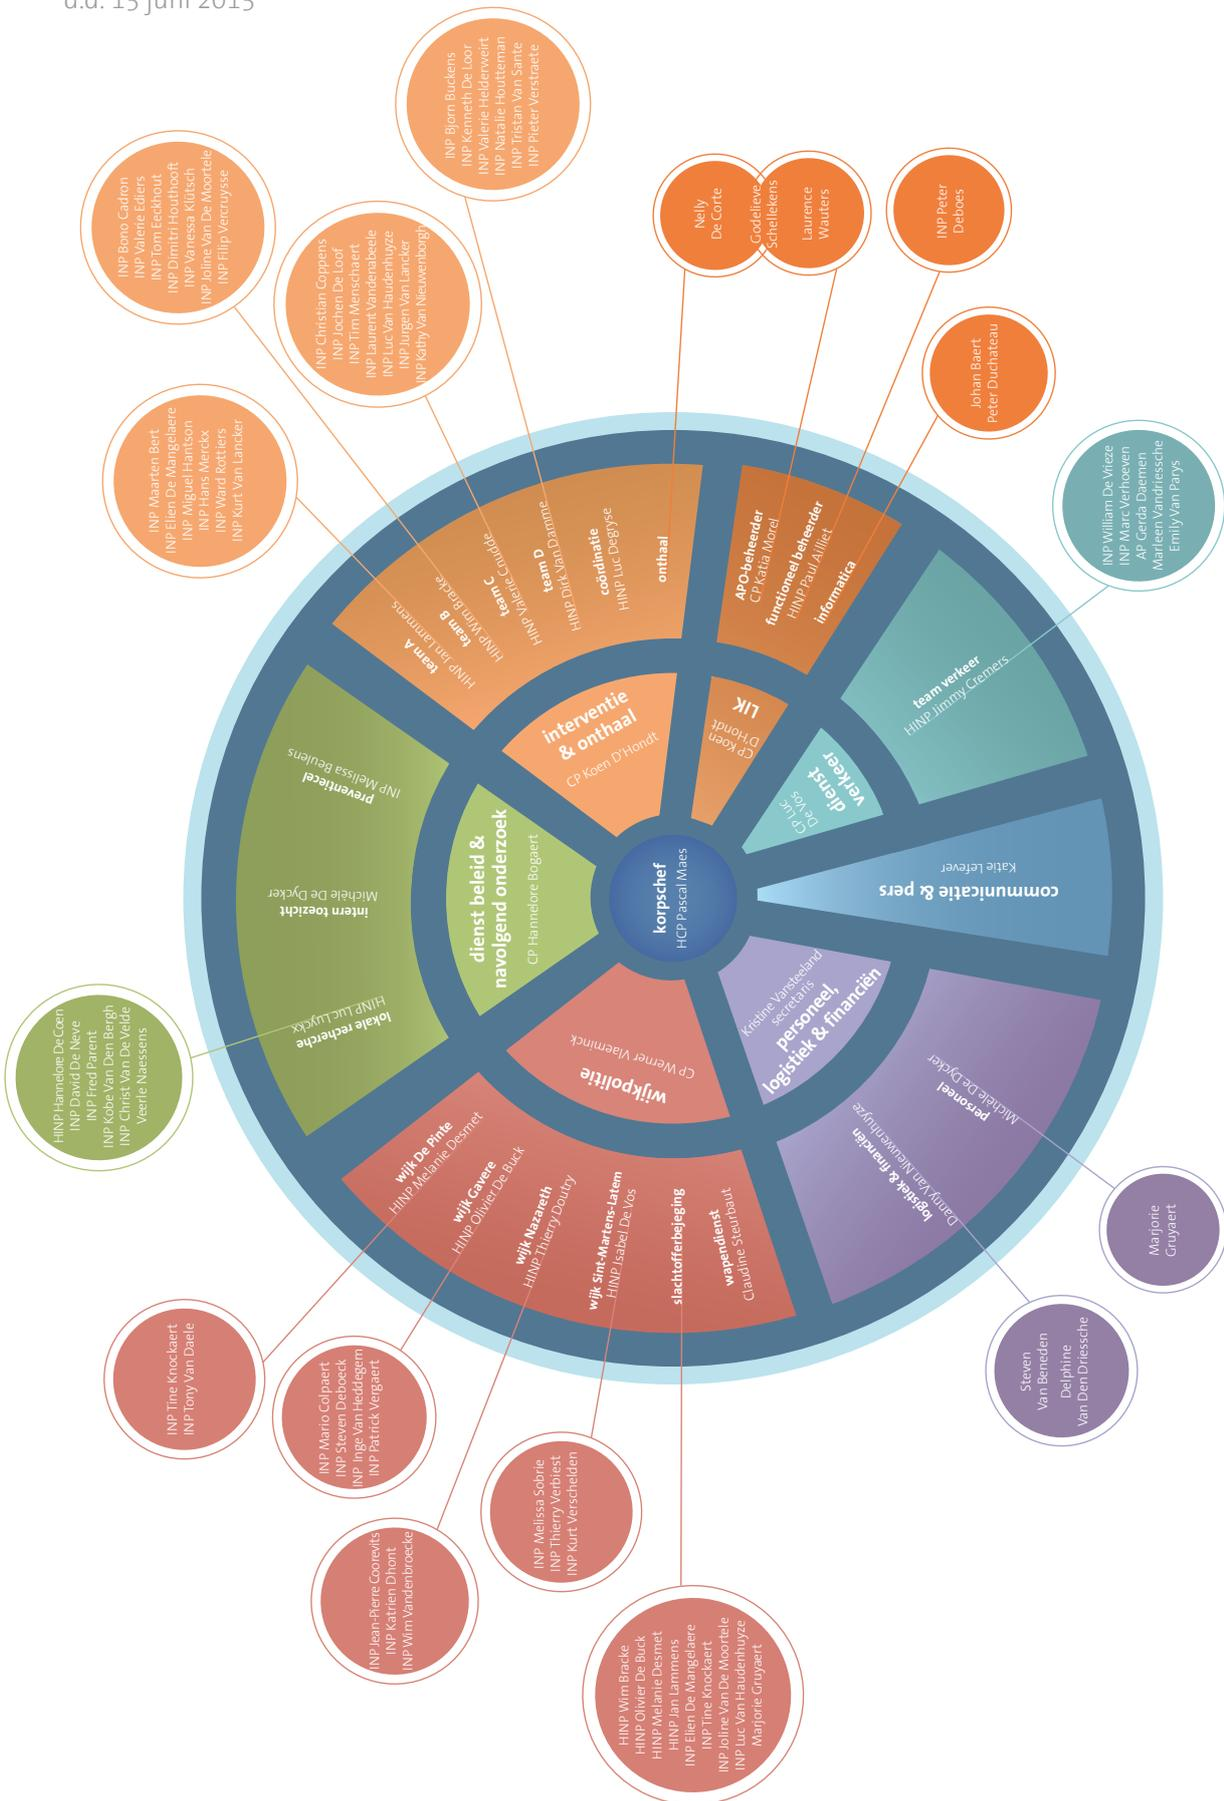 d.d. 15 juni 2015
INP Bjorn Buckens
INP Kenneth De Loor
INP Valerie Helderweirt
INP Natalie Houtteman
INP Tristan Van Sante
INP Pieter Verstraete
INP Bono Cadron
INP Valerie Ediers
INP Tom Eeckhout
INP Dimitri Houthooft
INP Vanessa Klütsch
INP Joline Van De Moortele
INP Filip Vercruysse
INP Christian Coppens
INP Jochen De Loof
INP Tim Menschaert
INP Laurent Vandenabeele
INP Luc Van Haudenhuyze
INP Jurgen Van Lancker
INP Kathy Van Nieuwenborgh
INP Maarten Bert
INP Elien De Mangelaere
INP Miguel Hantson
INP Hans Merckx
INP Ward Rottiers
INP Kurt Van Lancker
Nelly
De Corte
Godelieve
Schellekens
Laurence
Wauters
INP Peter
Deboes
Johan Baert
Peter Duchateau
INP William De Vrieze
INP Marc Verhoeven
AP Gerda Daemen
Marleen Vandriessche
Emily Van Parys
team A
HINP Jan Lammens
team B
HINP Wim Bracke
team C
HINP Valerie Cnudde
team D
HINP Dirk Van Damme
coördinatie
HINP Luc Degryse
onthaal
APO-beheerder
CP Katia Morel
functioneel beheerder
HINP Paul Ailliet
informatica
team verkeer
HINP Jimmy Cremers
interventie
& onthaal
CP Koen D'Hondt
LIK
CP Koen
D'Hondt
dienst
verkeer
CP Luc
De Vos
communicatie & pers
Katie Lefever
korpschef
HCP Pascal Maes
dienst beleid &
navolgend onderzoek
CP Hannelore Bogaert
preventiecel
INP Melissa Beulens
intern toezicht
Michèle De Dycker
lokale recherche
HINP Luc Luyckx
HINP Hannelore De Coen
INP David De Neve
INP Fred Parent
INP Kobe Van Den Bergh
INP Christ Van De Velde
Veerle Naessens
wijkpolitie
CP Werner Vlaeminck
Kristine Vansteeland
secretaris
personeel,
logistiek & financiën
personeel
Michèle De Dycker
logistiek & financiën
Danny Van Nieuwenhuyze
wijk De Pinte
HINP Melanie Desmet
wijk Gavere
HINP Olivier De Buck
wijk Nazareth
HINP Thierry Doutry
wijk Sint-Martens-Latem
HINP Isabel De Vos
slachtofferbejeging
wapendienst
Claudine Steurbaut
Marjorie
Gruyaert
Steven
Van Beneden
Delphine
Van Den Driessche
INP Tine Knockaert
INP Tony Van Daele
INP Mario Colpaert
INP Steven Deboeck
INP Inge Van Heddegem
INP Patrick Vergaert
INP Jean-Pierre Coorevits
INP Katrien Dhont
INP Wim Vandenbroecke
INP Melissa Sobrie
INP Thierry Verbiest
INP Kurt Verschelden
HINP Wim Bracke
HINP Olivier De Buck
HINP Melanie Desmet
HINP Jan Lammens
INP Elien De Mangelaere
INP Tine Knockaert
INP Joline Van De Moortele
INP Luc Van Haudenhuyze
Marjorie Gruyaert